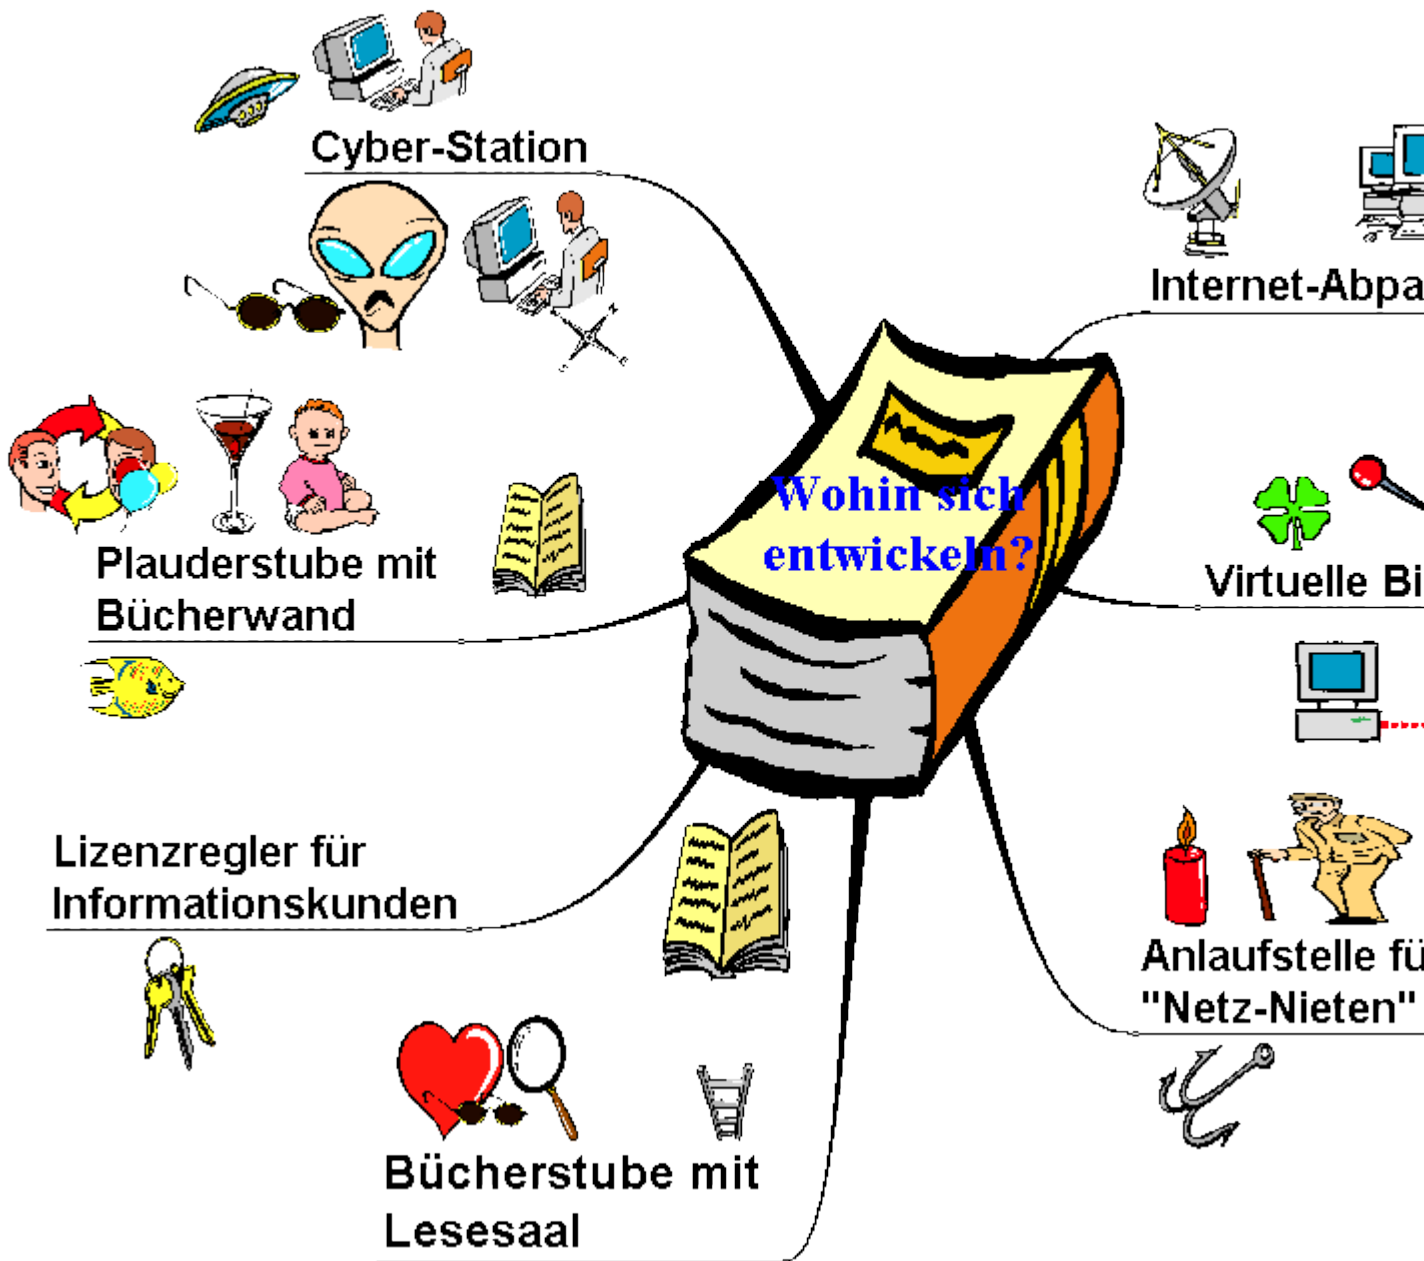 Cyber-Station
Internet-Abpa
Wohin sich
entwickeln?
Plauderstube mit
Bücherwand
Virtuelle Bi
Lizenzregler für
Informationskunden
Anlaufstelle fü
"Netz-Nieten"
Bücherstube mit
Lesesaal